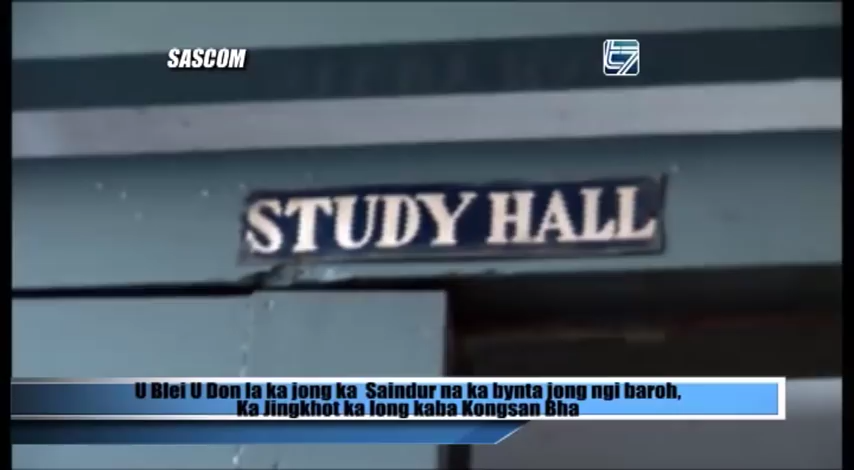 SASCOM
STUDY HALL
U Blei U Don la ka jong ka Saindur na ka bynta jong ngi baroh,
Ka Jingkhot ka long kaba Kongsan Bha